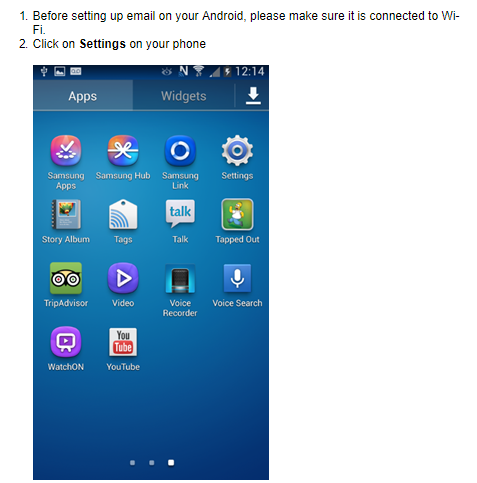 1. Before setting up email on your Android, please make sure it is connected to Wi-
Fi.
2. Click on Settings on your phone
N 12:14
Apps Widgets
Samsung Apps Samsung Hub Samsung Link Settings
Story Album Tags talk Talk Tapped Out
TripAdvisor Video Voice Recorder Voice Search
WatchON You Tube YouTube